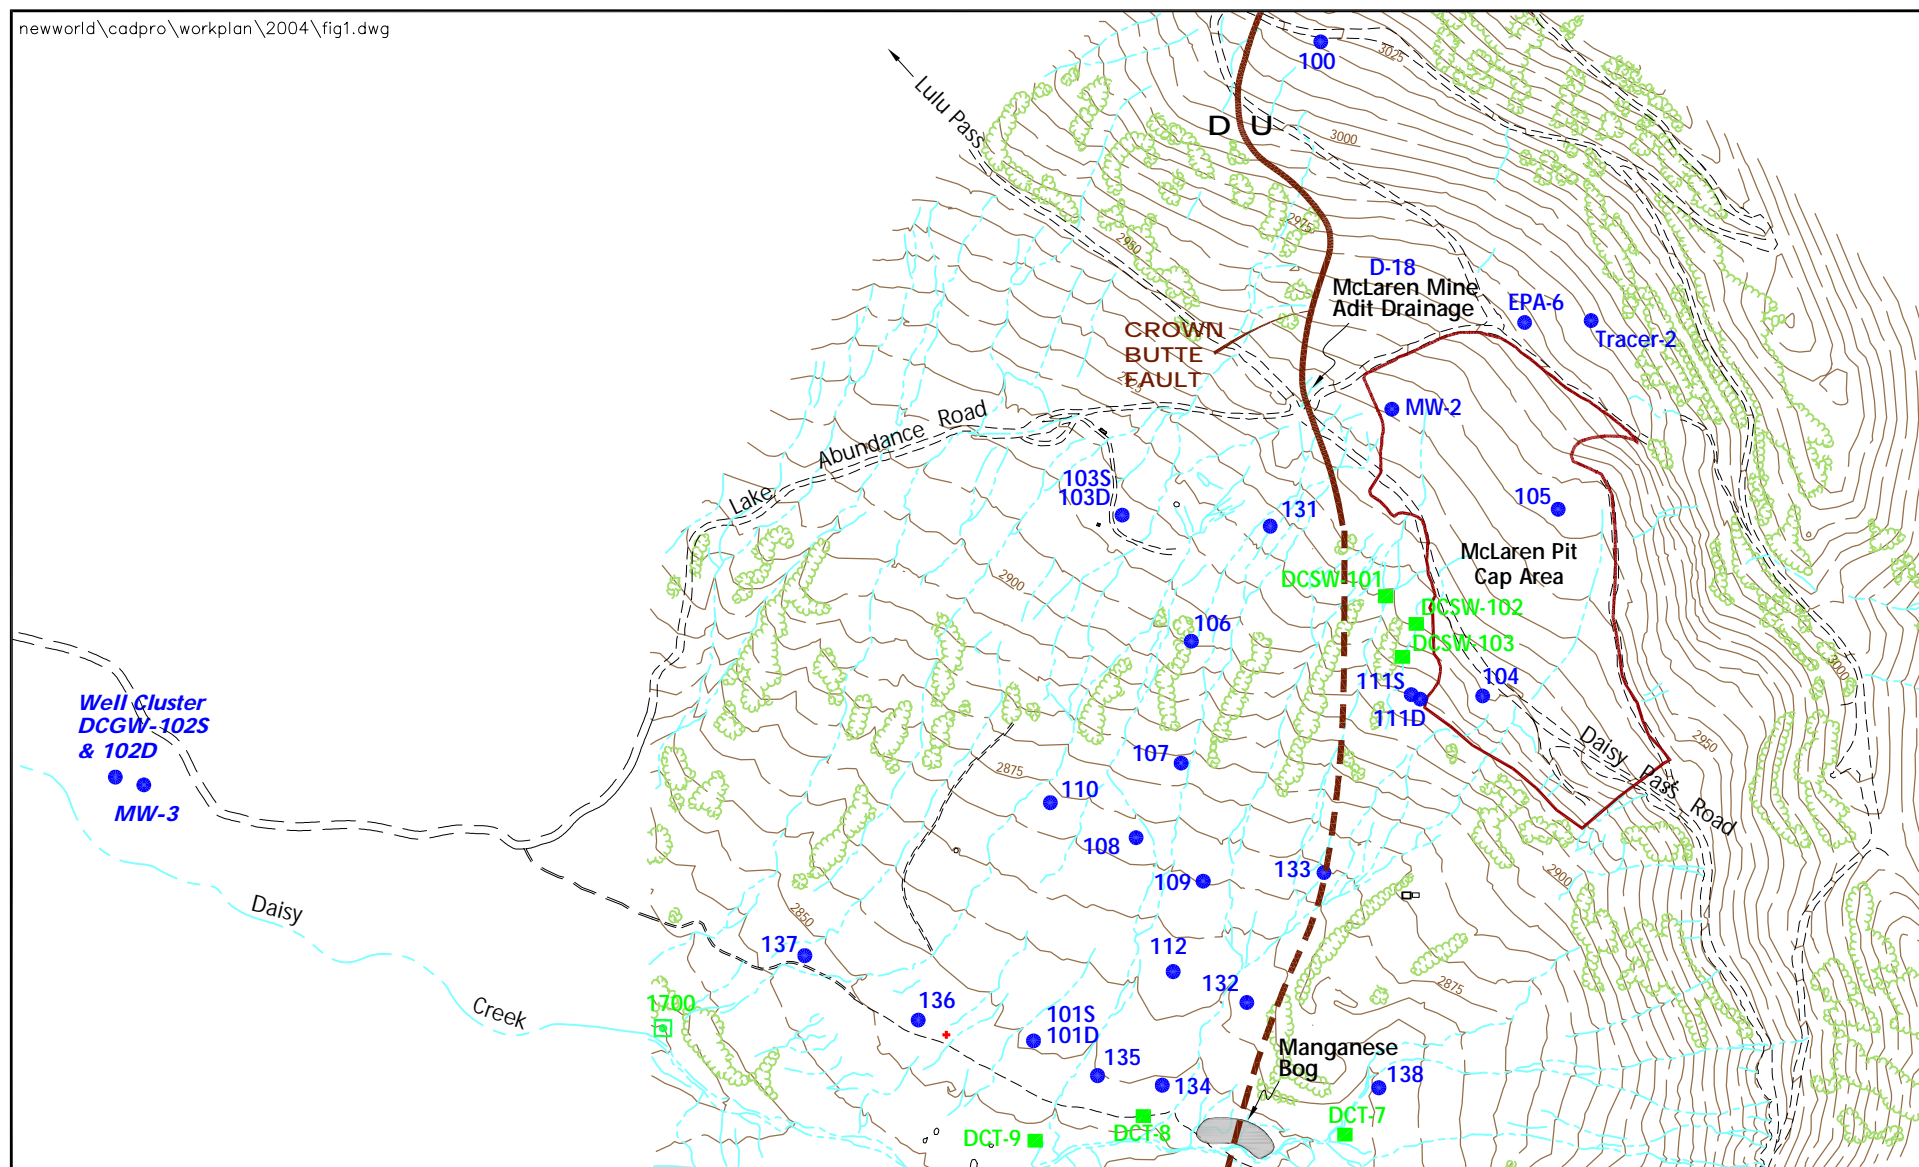 newworld\cadpro\workplan\2004\fig1.dwg
100
3025
Lulu Pass
D U
3000
2975
2950
D-18
McLaren Mine
Adit Drainage
EPA-6
Tracer-2
CROWN
BUTTE
FAULT
2925
MW-2
Lake Abundance Road
103S
103D
131
105
McLaren Pit
Cap Area
2900
DCSW-101
DCSW-102
DCSW-103
106
111S
111D
104
3000
Well Cluster
DCGW-102S
& 102D
MW-3
Daisy Pass Road
2950
107
2875
110
108
109
133
2900
Daisy Creek
2850
137
112
132
2875
1700
136
101S
101D
135
134
Manganese
Bog
138
DCT-9
DCT-8
DCT-7